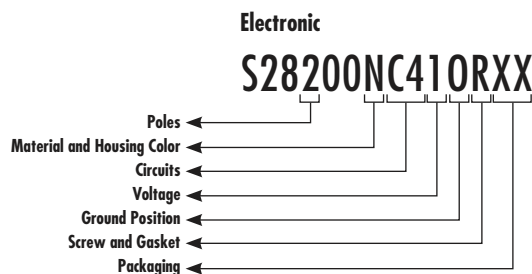 Electronic
S28200NC410RXX
Poles
Material and Housing Color
Circuits
Voltage
Ground Position
Screw and Gasket
Packaging